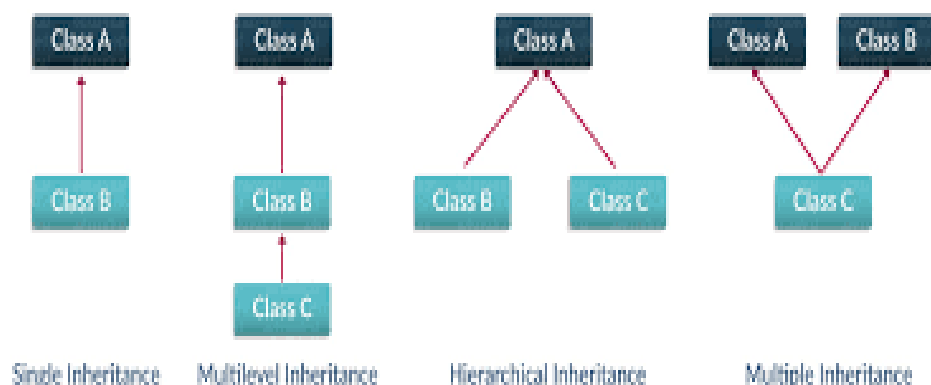 Class A
Class A
Class A
Class A
Class B
Class B
Class B
Class B
Class C
Class C
Class C
Single Inheritance
Multilevel Inheritance
Hierarchical Inheritance
Multiple Inheritance